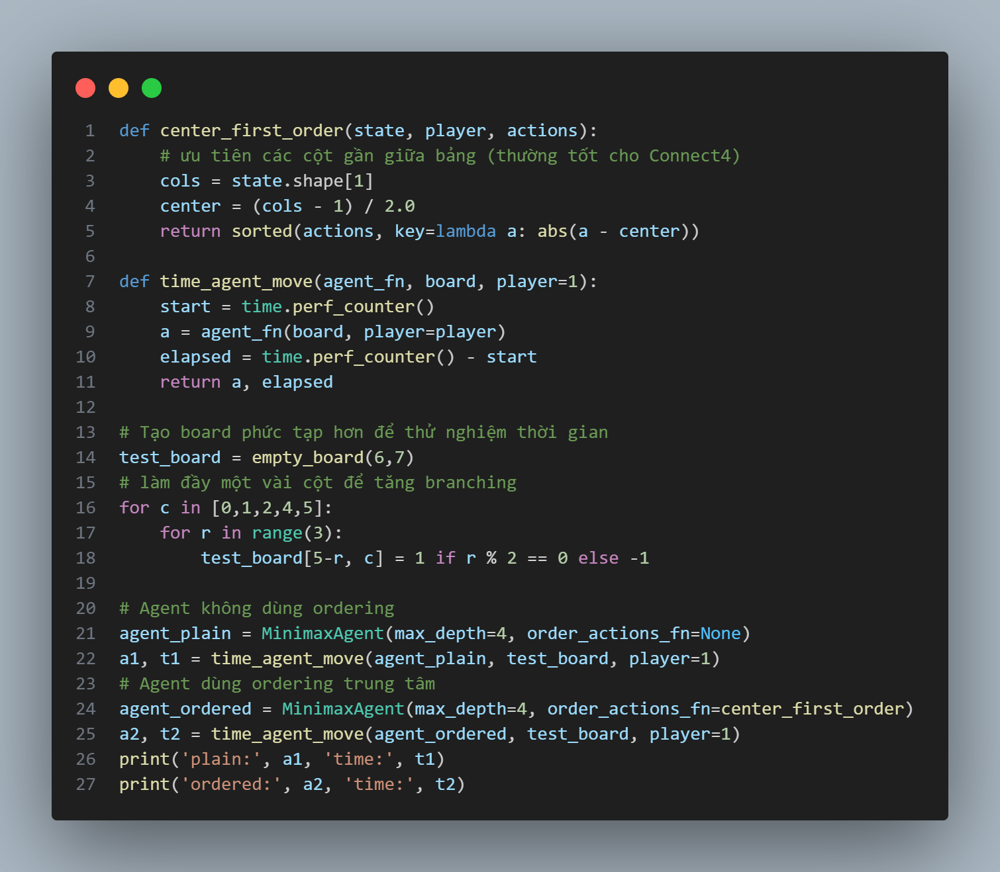 1 def center_first_order(state, player, actions):
2     # ưu tiên các cột gần giữa bảng (thường tốt cho Connect4)
3     cols = state.shape[1]
4     center = (cols - 1) / 2.0
5     return sorted(actions, key=lambda a: abs(a - center))
6
7 def time_agent_move(agent_fn, board, player=1):
8     start = time.perf_counter()
9     a = agent_fn(board, player=player)
10     elapsed = time.perf_counter() - start
11     return a, elapsed
12
13 # Tạo board phức tạp hơn để thử nghiệm thời gian
14 test_board = empty_board(6,7)
15 # làm đầy một vài cột để tăng branching
16 for c in [0,1,2,4,5]:
17     for r in range(3):
18         test_board[5-r, c] = 1 if r % 2 == 0 else -1
19
20 # Agent không dùng ordering
21 agent_plain = MinimaxAgent(max_depth=4, order_actions_fn=None)
22 a1, t1 = time_agent_move(agent_plain, test_board, player=1)
23 # Agent dùng ordering trung tâm
24 agent_ordered = MinimaxAgent(max_depth=4, order_actions_fn=center_first_order)
25 a2, t2 = time_agent_move(agent_ordered, test_board, player=1)
26 print('plain:', a1, 'time:', t1)
27 print('ordered:', a2, 'time:', t2)